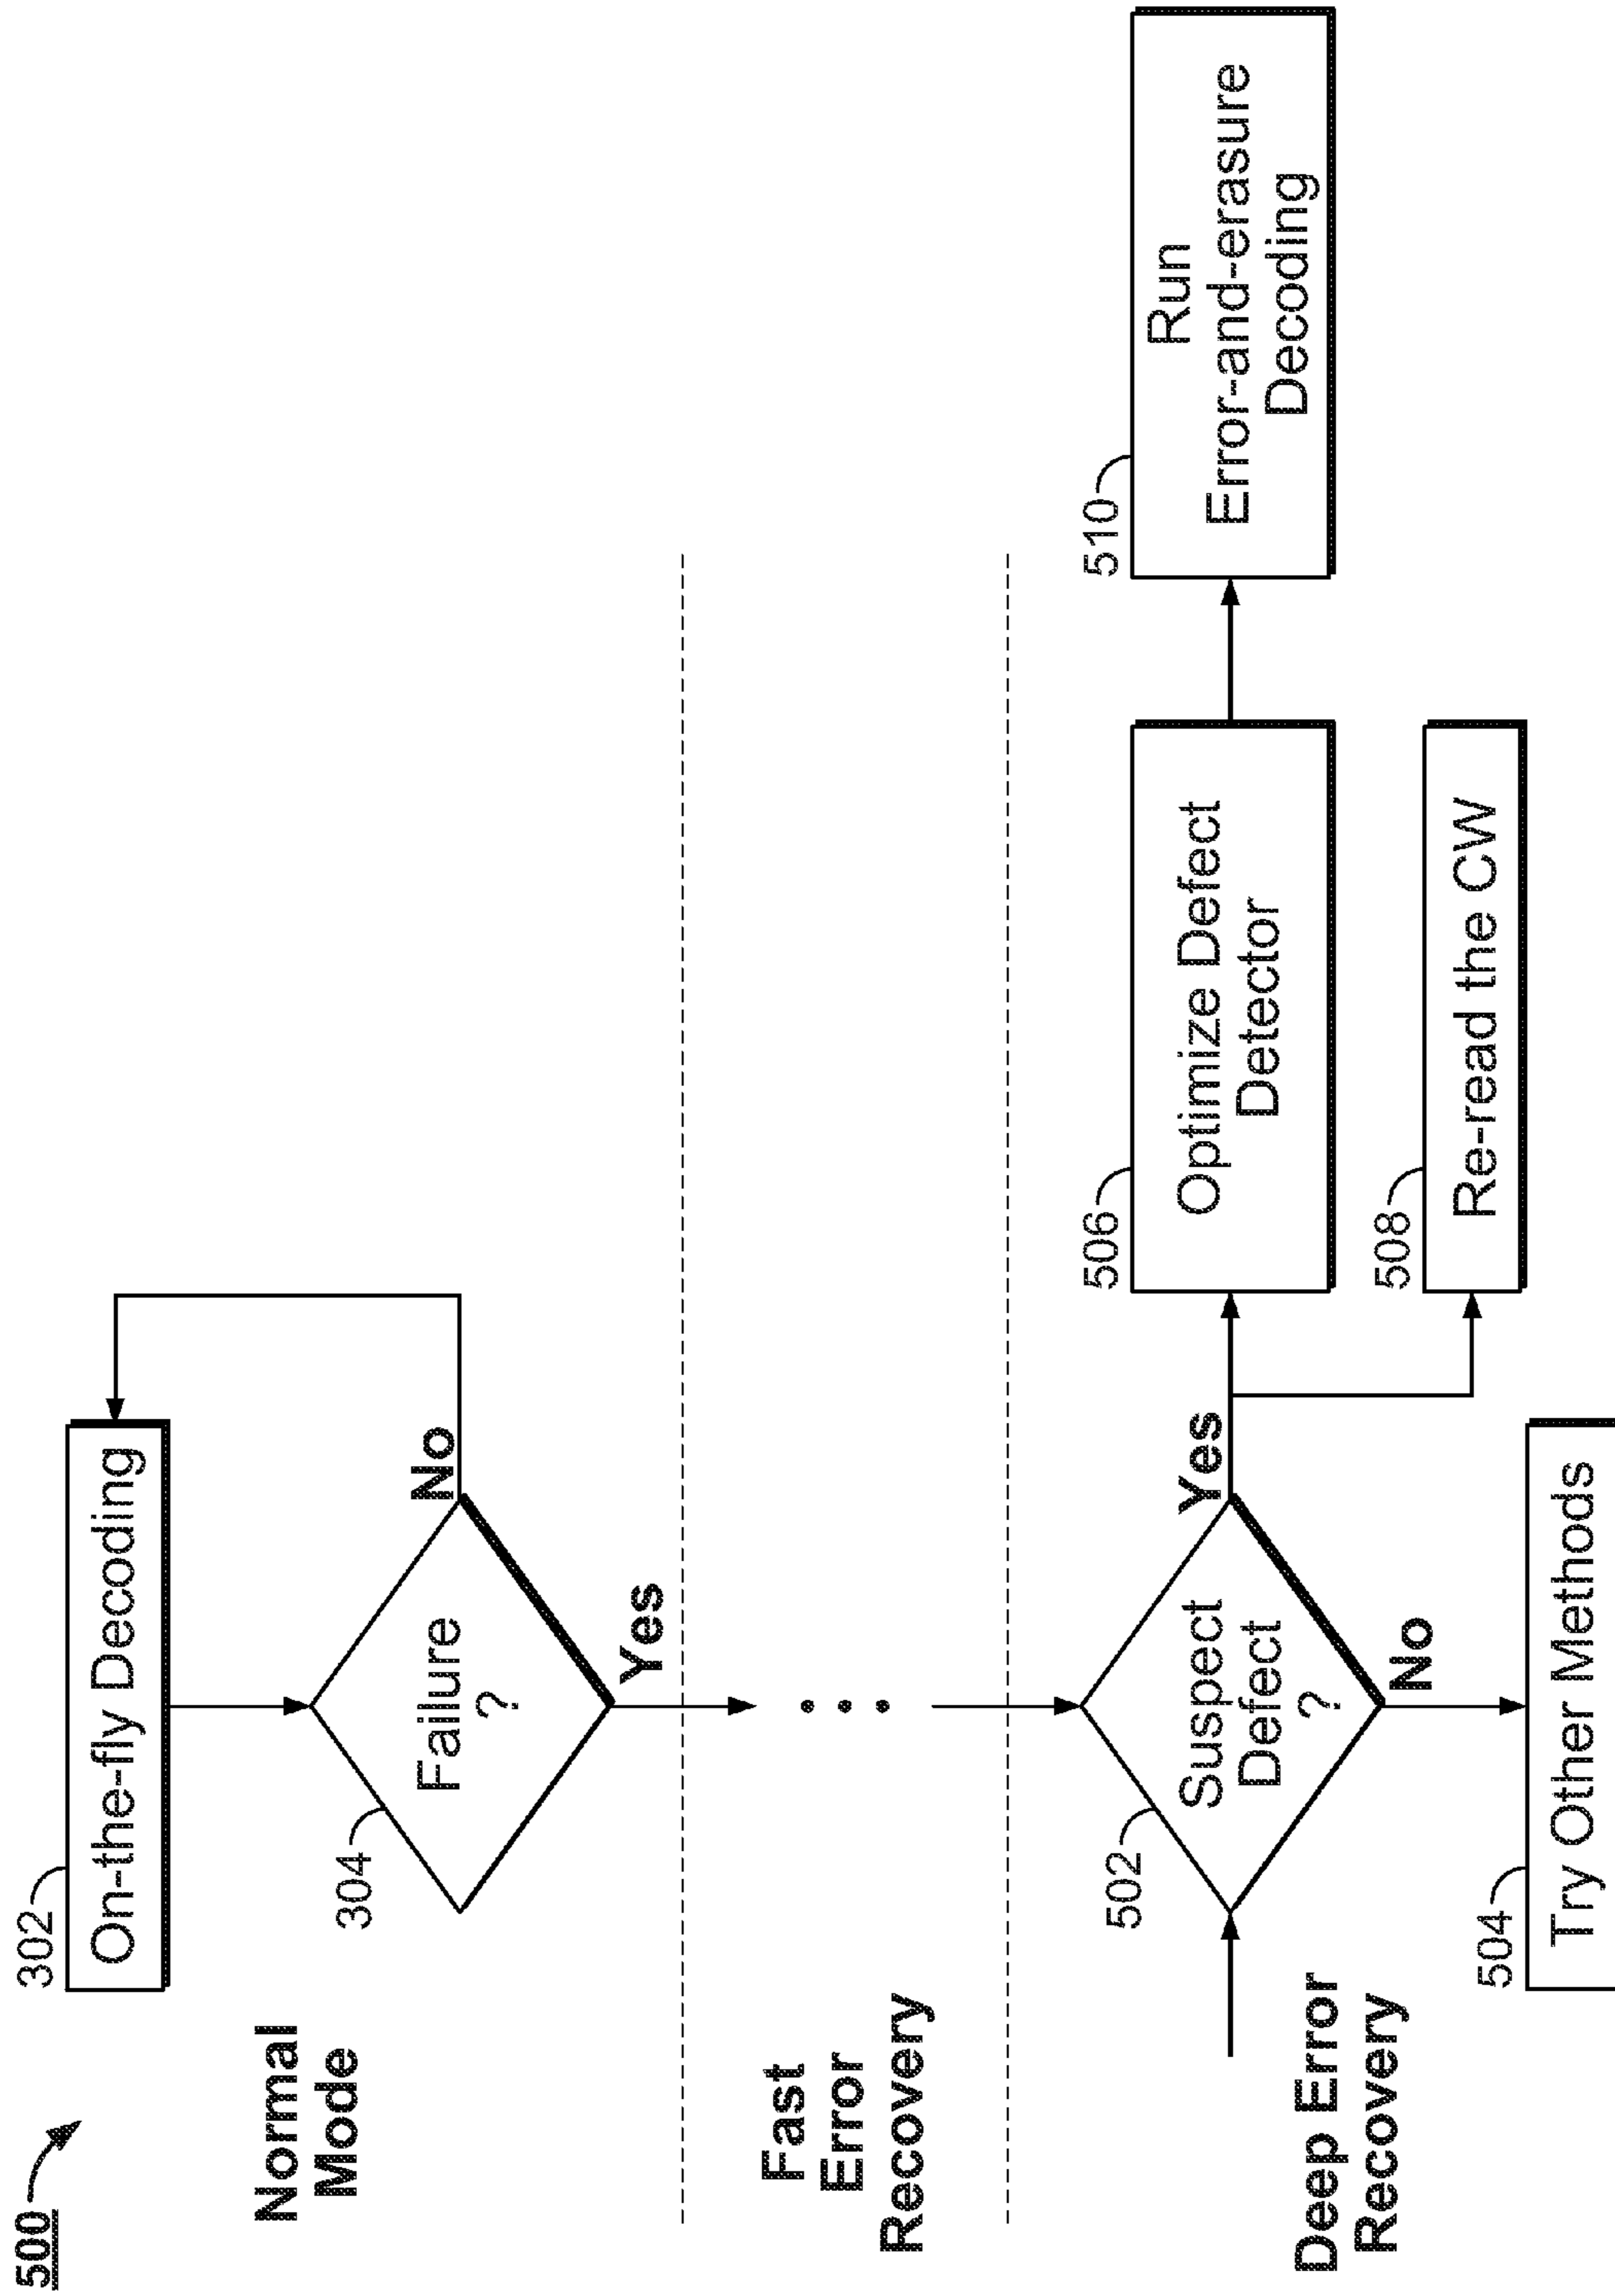 500
Normal
Mode
302
On-the-fly Decoding
304
Failure
?
No
Yes
Fast
Error
Recovery
Deep Error
Recovery
502
Suspect
Defect
?
Yes
No
504
Try Other Methods
506
Optimize Defect
Detector
508
Re-read the CW
510
Run
Error-and-erasure
Decoding